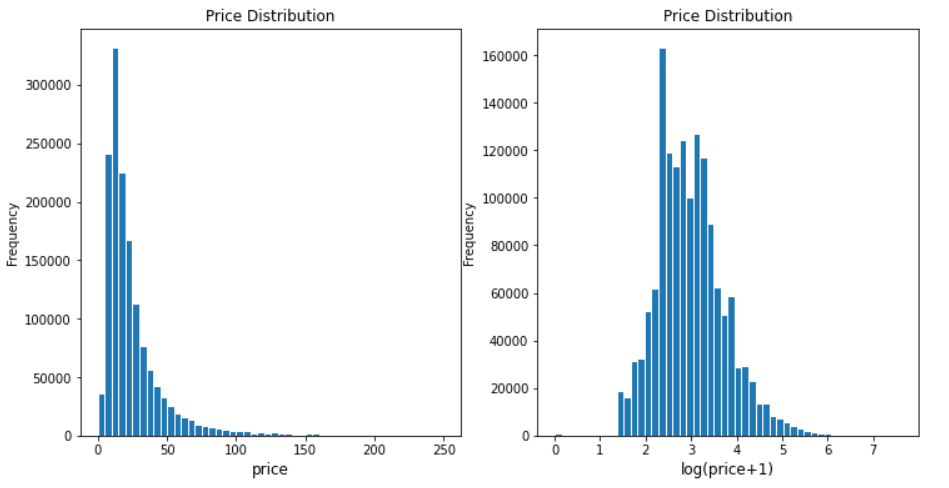 Price Distribution
Frequency
300000
250000
200000
150000
100000
50000
0
0 50 100 150 200 250
price
Price Distribution
Frequency
160000
140000
120000
100000
80000
60000
40000
20000
0
0 1 2 3 4 5 6 7
log(price+1)